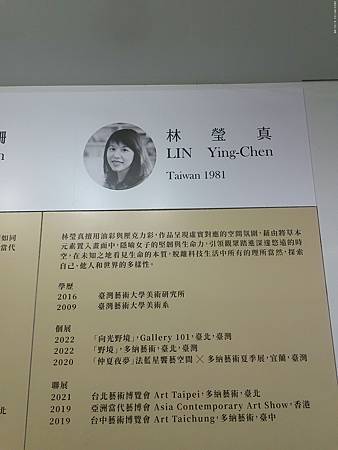 林瑩真
LIN Ying-Chen
Taiwan 1981
林瑩真擅用油彩與壓克力彩,作品呈現虛實對應的空間氛圍,藉由將草本
元素置入畫面中,隱喻女子的堅韌與生命力,引領觀眾踏進深邃悠遠的時
空,在未知之地看見生命的本質,脫離科技生活中所有的理所當然,探索
自己、他人和世界的多樣性。
學歷
2016 臺灣藝術大學美術研究所
2009 臺灣藝術大學美術系
個展
2022 「向光野境」,Gallery 101,臺北,臺灣
2022 「野境」,多納藝術,臺北,臺灣
2020 「仲夏夜夢」法藍星饗藝空間 ╳ 多納藝術夏季展,宜蘭,臺灣
聯展
2021 台北藝術博覽會 Art Taipei,多納藝術,臺北
2019 亞洲當代藝術博會 Asia Contemporary Art Show,香港
2019 台中藝術博覽會 Art Taichung,多納藝術,臺中
如同
當代
北